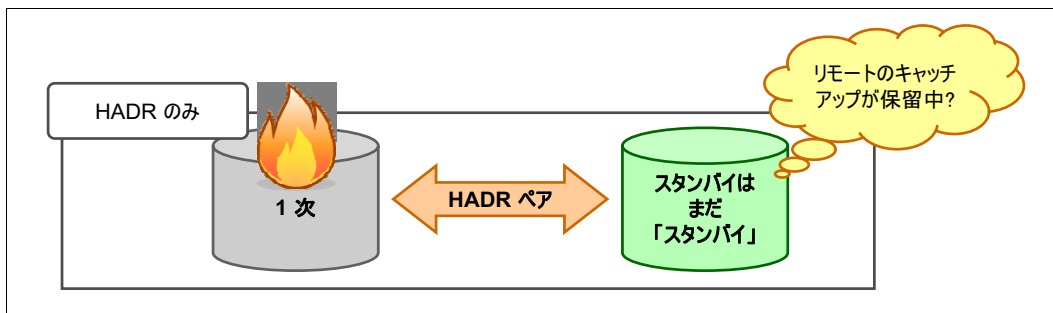 リモートのキャッチ
アップが保留中?
HADR のみ
1 次
HADR ペア
スタンバイは
まだ
「スタンバイ」